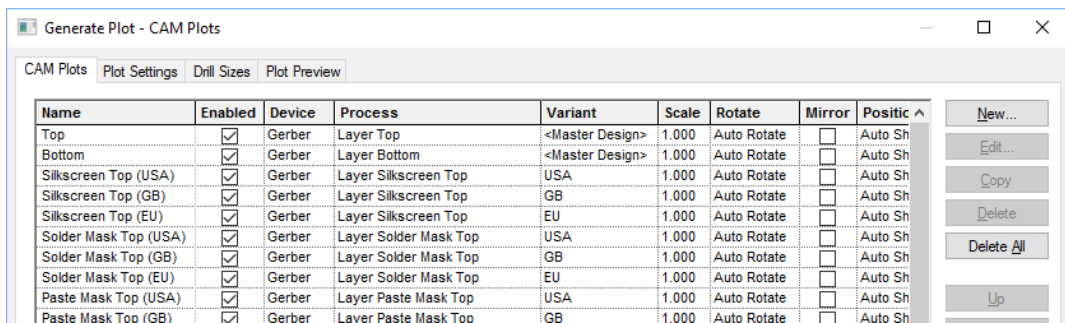 Generate Plot - CAM Plots
CAM Plots Plot Settings Drill Sizes Plot Preview
Name Enabled Device Process Variant Scale Rotate Mirror Positic
Top Gerber Layer Top <Master Design> 1.000 Auto Rotate Auto Sh
Bottom Gerber Layer Bottom <Master Design> 1.000 Auto Rotate Auto Sh
Silkscreen Top (USA) Gerber Layer Silkscreen Top USA 1.000 Auto Rotate Auto Sh
Silkscreen Top (GB) Gerber Layer Silkscreen Top GB 1.000 Auto Rotate Auto Sh
Silkscreen Top (EU) Gerber Layer Silkscreen Top EU 1.000 Auto Rotate Auto Sh
Solder Mask Top (USA) Gerber Layer Solder Mask Top USA 1.000 Auto Rotate Auto Sh
Solder Mask Top (GB) Gerber Layer Solder Mask Top GB 1.000 Auto Rotate Auto Sh
Solder Mask Top (EU) Gerber Layer Solder Mask Top EU 1.000 Auto Rotate Auto Sh
Paste Mask Top (USA) Gerber Layer Paste Mask Top USA 1.000 Auto Rotate Auto Sh
Paste Mask Top (GB) Gerber Layer Paste Mask Top GB 1.000 Auto Rotate Auto Sh
New...
Edit...
Copy
Delete
Delete All
Up